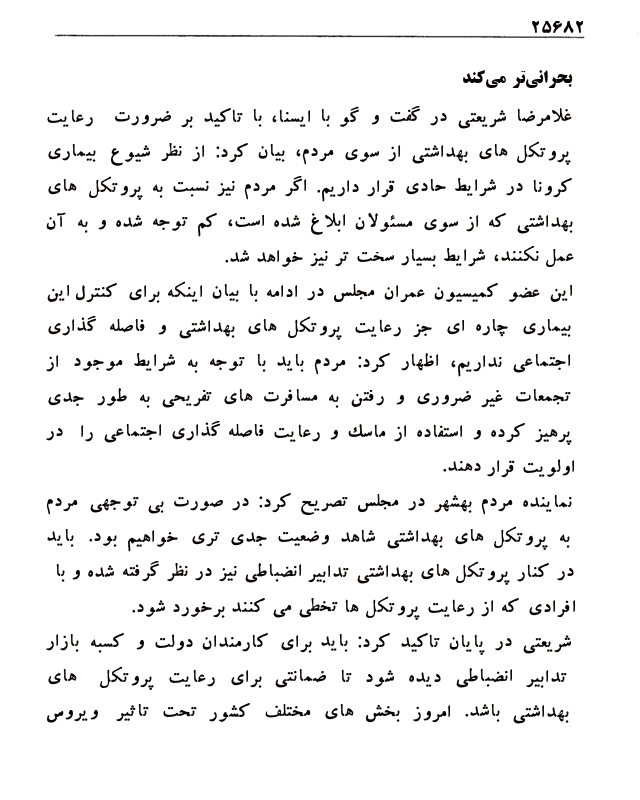 ۲۵۶۸۲
بحرانی‌تر می‌کند
غلامرضا شریعتی در گفت و گو با ایسنا، با تاکید بر ضرورت رعایت
پروتکل های بهداشتی از سوی مردم، بیان کرد: از نظر شیوع بیماری
کرونا در شرایط حادی قرار داریم. اگر مردم نیز نسبت به پروتکل های
بهداشتی که از سوی مسئولان ابلاغ شده است، کم توجه شده و به آن
عمل نکنند، شرایط بسیار سخت تر نیز خواهد شد.
این عضو کمیسیون عمران مجلس در ادامه با بیان اینکه برای کنترل این
بیماری چاره ای جز رعایت پروتکل های بهداشتی و فاصله گذاری
اجتماعی نداریم، اظهار کرد: مردم باید با توجه به شرایط موجود از
تجمعات غیر ضروری و رفتن به مسافرت های تفریحی به طور جدی
پرهیز کرده و استفاده از ماسك و رعایت فاصله گذاری اجتماعی را در
اولویت قرار دهند.
نماینده مردم بهشهر در مجلس تصریح کرد: در صورت بی توجهی مردم
به پروتکل های بهداشتی شاهد وضعیت جدی تری خواهیم بود. باید
در کنار پروتکل های بهداشتی تدابیر انضباطی نیز در نظر گرفته شده و با
افرادی که از رعایت پروتکل ها تخطی می کنند برخورد شود.
شریعتی در پایان تاکید کرد: باید برای کارمندان دولت و کسبه بازار
تدابیر انضباطی دیده شود تا ضمانتی برای رعایت پروتکل های
بهداشتی باشد. امروز بخش های مختلف کشور تحت تاثیر ویروس